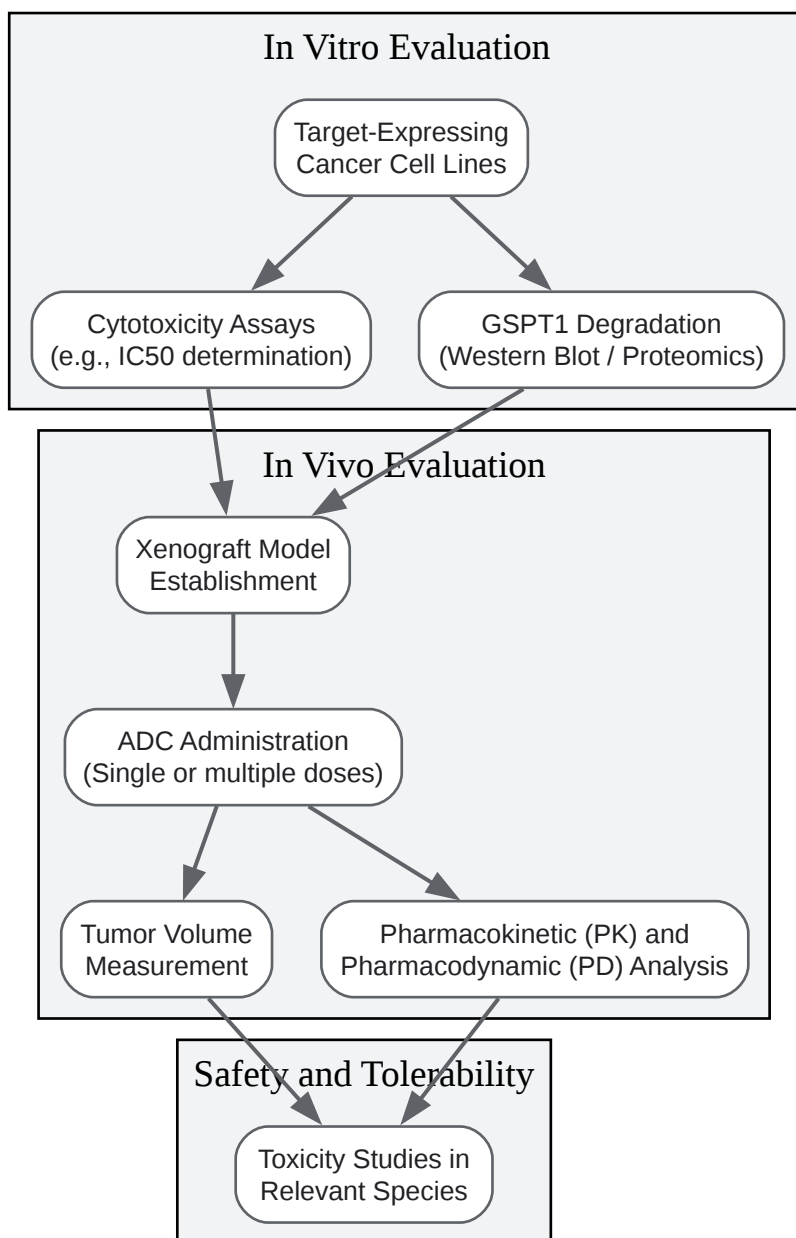 In Vitro Evaluation
Target-Expressing
Cancer Cell Lines
Cytotoxicity Assays
(e.g., IC50 determination)
GSPT1 Degradation
(Western Blot / Proteomics)
In Vivo Evaluation
Xenograft Model
Establishment
ADC Administration
(Single or multiple doses)
Tumor Volume
Measurement
Pharmacokinetic (PK) and
Pharmacodynamic (PD) Analysis
Safety and Tolerability
Toxicity Studies in
Relevant Species